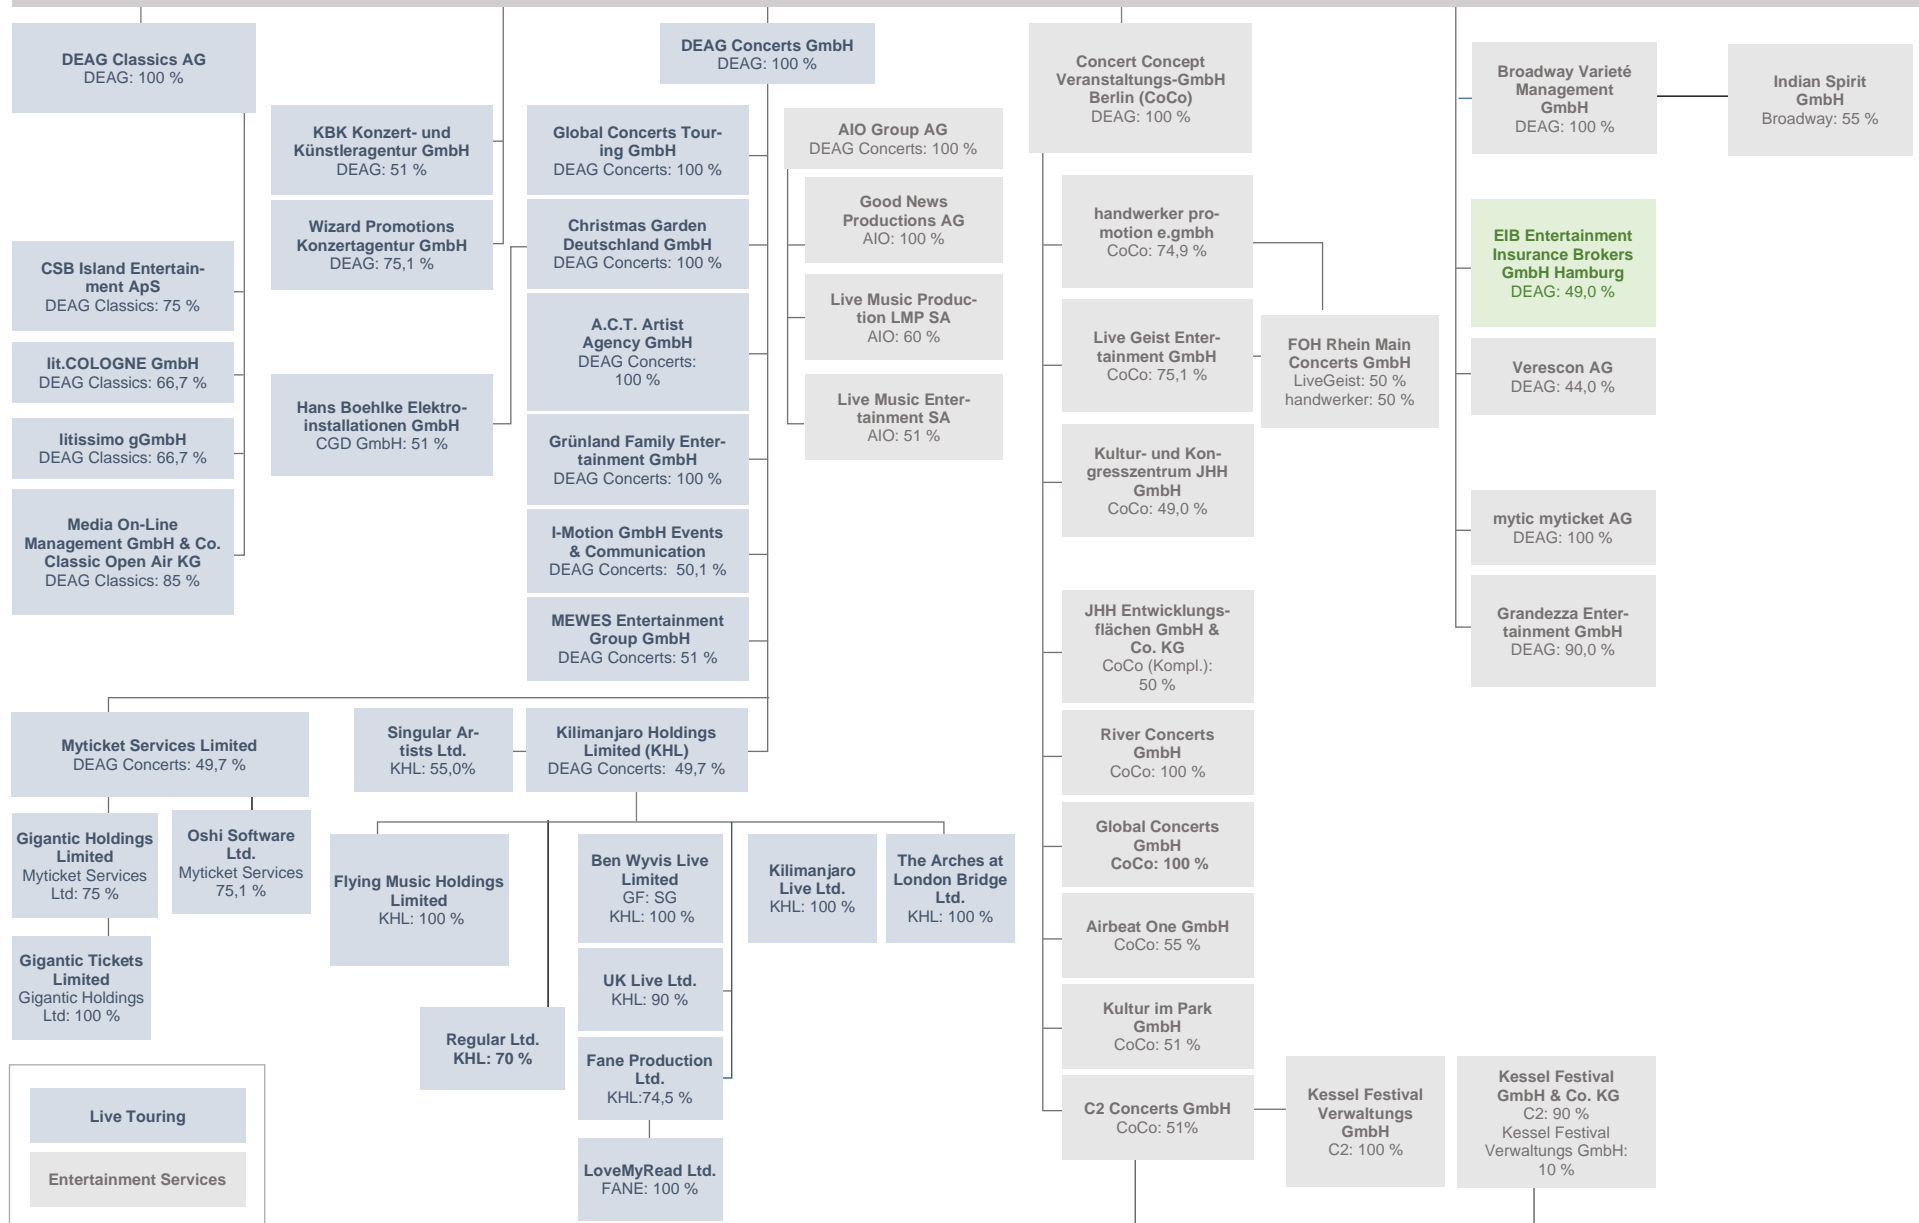 DEAG Classics AG
DEAG: 100 %
CSB Island Entertain-
ment ApS
DEAG Classics: 75 %
lit.COLOGNE GmbH
DEAG Classics: 66,7 %
litissimo gGmbH
DEAG Classics: 66,7 %
Media On-Line
Management GmbH & Co.
Classic Open Air KG
DEAG Classics: 85 %
KBK Konzert- und
Künstleragentur GmbH
DEAG: 51 %
Wizard Promotions
Konzertagentur GmbH
DEAG: 75,1 %
Hans Boehlke Elektro-
installationen GmbH
CGD GmbH: 51 %
DEAG Concerts GmbH
DEAG: 100 %
Global Concerts Tour-
ing GmbH
DEAG Concerts: 100 %
Christmas Garden
Deutschland GmbH
DEAG Concerts: 100 %
A.C.T. Artist
Agency GmbH
DEAG Concerts:
100 %
Grünland Family Enter-
tainment GmbH
DEAG Concerts: 100 %
I-Motion GmbH Events
& Communication
DEAG Concerts:  50,1 %
MEWES Entertainment
Group GmbH
DEAG Concerts: 51 %
AIO Group AG
DEAG Concerts: 100 %
Good News
Productions AG
AIO: 100 %
Live Music Produc-
tion LMP SA
AIO: 60 %
Live Music Enter-
tainment SA
AIO: 51 %
Myticket Services Limited
DEAG Concerts: 49,7 %
Gigantic Holdings
Limited
Myticket Services
Ltd: 75 %
Oshi Software
Ltd.
Myticket Services
75,1 %
Gigantic Tickets
Limited
Gigantic Holdings
Ltd: 100 %
Singular Ar-
tists Ltd.
KHL: 55,0%
Kilimanjaro Holdings
Limited (KHL)
DEAG Concerts:  49,7 %
Flying Music Holdings
Limited
KHL: 100 %
Regular Ltd.
KHL: 70 %
Ben Wyvis Live
Limited
GF: SG
KHL: 100 %
UK Live Ltd.
KHL: 90 %
Fane Production
Ltd.
KHL:74,5 %
LoveMyRead Ltd.
FANE: 100 %
Kilimanjaro
Live Ltd.
KHL: 100 %
The Arches at
London Bridge
Ltd.
KHL: 100 %
Concert Concept
Veranstaltungs-GmbH
Berlin (CoCo)
DEAG: 100 %
handwerker pro-
motion e.gmbh
CoCo: 74,9 %
Live Geist Enter-
tainment GmbH
CoCo: 75,1 %
FOH Rhein Main
Concerts GmbH
LiveGeist: 50 %
handwerker: 50 %
Kultur- und Kon-
gresszentrum JHH
GmbH
CoCo: 49,0 %
JHH Entwicklungs-
flächen GmbH &
Co. KG
CoCo (Kompl.):
50 %
River Concerts
GmbH
CoCo: 100 %
Global Concerts
GmbH
CoCo: 100 %
Airbeat One GmbH
CoCo: 55 %
Kultur im Park
GmbH
CoCo: 51 %
C2 Concerts GmbH
CoCo: 51%
Kessel Festival
Verwaltungs
GmbH
C2: 100 %
Kessel Festival
GmbH & Co. KG
C2: 90 %
Kessel Festival
Verwaltungs GmbH:
10 %
Broadway Varieté
Management
GmbH
DEAG: 100 %
Indian Spirit
GmbH
Broadway: 55 %
EIB Entertainment
Insurance Brokers
GmbH Hamburg
DEAG: 49,0 %
Verescon AG
DEAG: 44,0 %
mytic myticket AG
DEAG: 100 %
Grandezza Enter-
tainment GmbH
DEAG: 90,0 %
Live Touring
Entertainment Services